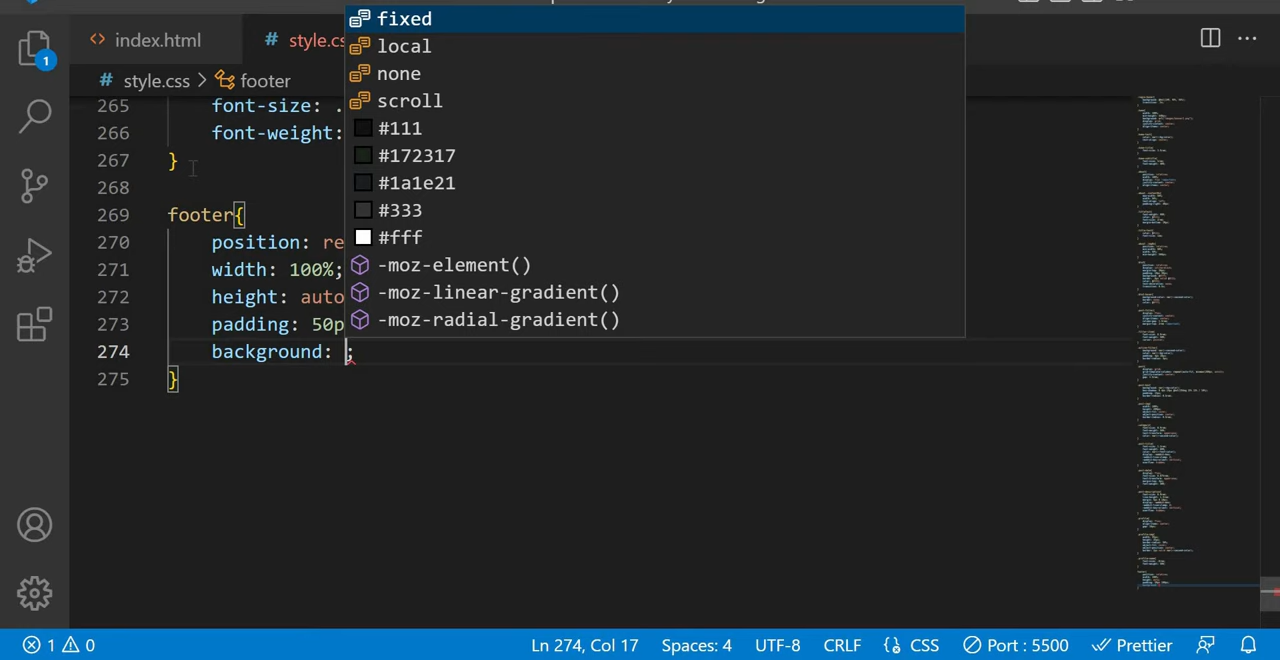 index.html
# style.cs
# style.css > footer
265 font-size: .
266 font-weight:
267 }
268
269 footer{
270 position: re
271 width: 100%;
272 height: auto
273 padding: 50p
274 background: ;
275 }
fixed
local
none
scroll
#111
#172317
#1a1e21
#333
#fff
-moz-element()
-moz-linear-gradient()
-moz-radial-gradient()
1
1 0 Ln 274, Col 17 Spaces: 4 UTF-8 CRLF CSS Port : 5500 Prettier